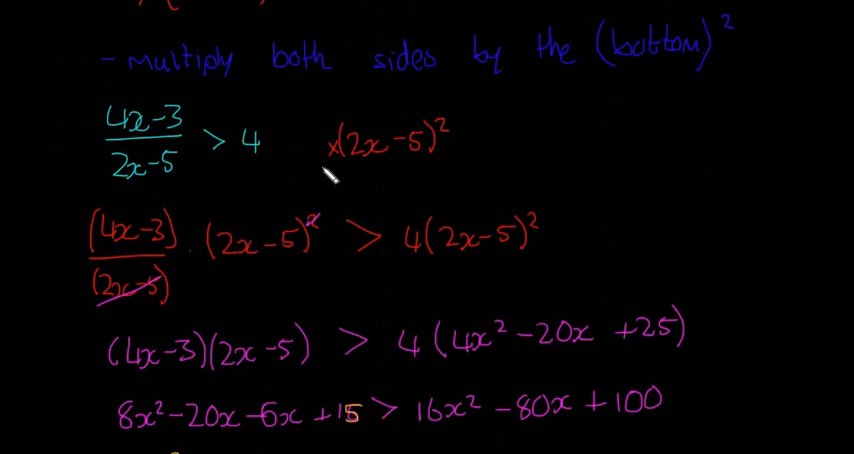 - multiply both sides by the (bottom)²
(4x-3)/(2x-5) > 4 ×(2x-5)²
(4x-3)/(2x-5) · (2x-5)² > 4(2x-5)²
(4x-3)(2x-5) > 4(4x²-20x+25)
8x²-20x-6x+15 > 16x²-80x+100